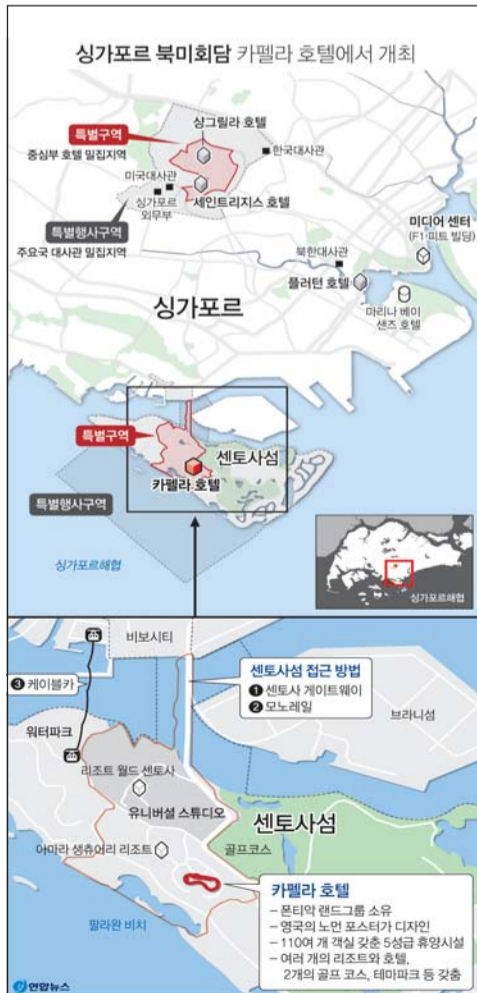 싱가포르 북미회담 카펠라 호텔에서 개최
특별구역
중심부 호텔 밀집지역
샹그릴라 호텔
한국대사관
미국대사관
싱가포르
외무부
세인트리지스 호텔
특별행사구역
주요국 대사관 밀집지역
미디어 센터
(F1 피트 빌딩)
북한대사관
플러턴 호텔
마리나 베이
샌즈 호텔
싱가포르
특별구역
센토사섬
카펠라 호텔
특별행사구역
싱가포르해협
싱가포르해협
비보시티
❸ 케이블카
센토사섬 접근 방법
❶ 센토사 게이트웨이
❷ 모노레일
브라니섬
워터파크
리조트 월드 센토사
유니버셜 스튜디오
센토사섬
골프코스
아마라 생츄어리 리조트
카펠라 호텔
– 폰티악 랜드그룹 소유
– 영국의 노먼 포스터가 디자인
– 110여 개 객실 갖춘 5성급 휴양시설
– 여러 개의 리조트와 호텔,
2개의 골프 코스, 테마파크 등 갖춤
팔라완 비치
연합뉴스